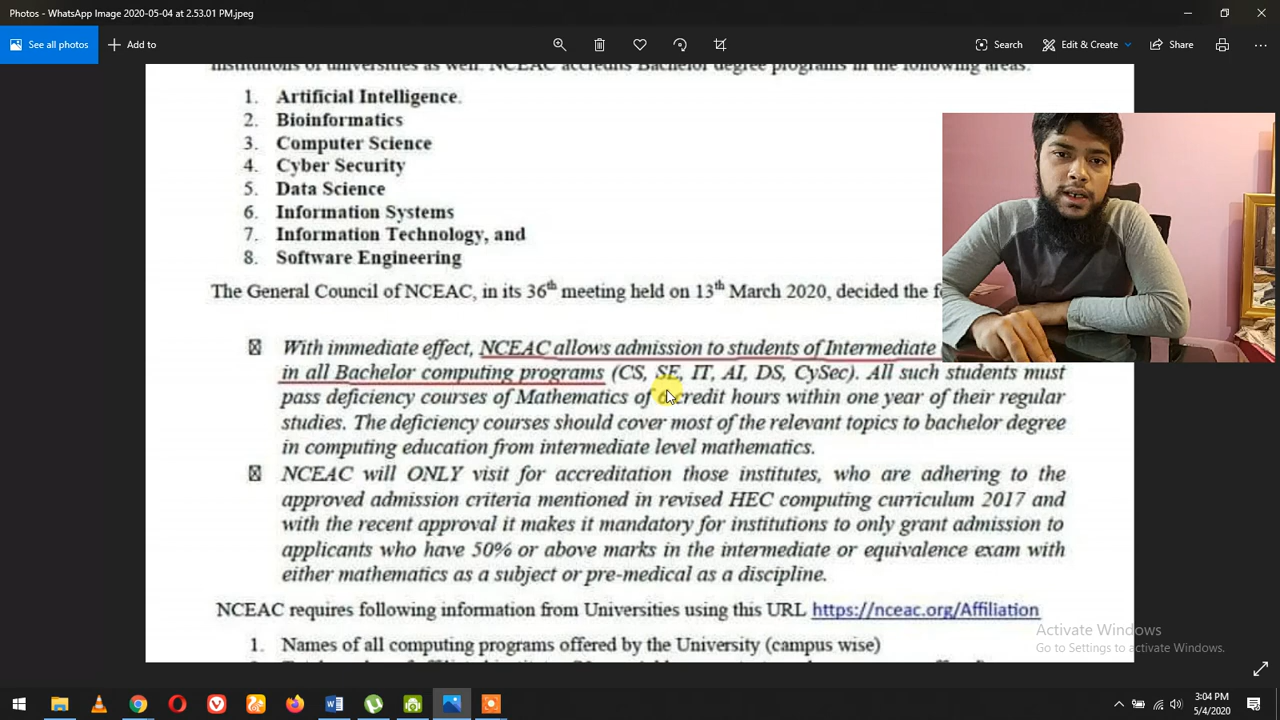 Photos - WhatsApp Image 2020-05-04 at 2.53.01 PM.jpeg
See all photos
Add to
Search
Edit & Create
Share
institutions of universities as well. NCEAC accredits Bachelor degree programs in the following areas:
1. Artificial Intelligence.
2. Bioinformatics
3. Computer Science
4. Cyber Security
5. Data Science
6. Information Systems
7. Information Technology, and
8. Software Engineering
The General Council of NCEAC, in its 36th meeting held on 13th March 2020, decided the
With immediate effect, NCEAC allows admission to students of Intermediate
in all Bachelor computing programs (CS, SE, IT, AI, DS, CySec). All such students must
pass deficiency courses of Mathematics of credit hours within one year of their regular
studies. The deficiency courses should cover most of the relevant topics to bachelor degree
in computing education from intermediate level mathematics.
NCEAC will ONLY visit for accreditation those institutes, who are adhering to the
approved admission criteria mentioned in revised HEC computing curriculum 2017 and
with the recent approval it makes it mandatory for institutions to only grant admission to
applicants who have 50% or above marks in the intermediate or equivalence exam with
either mathematics as a subject or pre-medical as a discipline.
NCEAC requires following information from Universities using this URL https://nceac.org/Affiliation
1. Names of all computing programs offered by the University (campus wise)
Activate Windows
Go to Settings to activate Windows.
3:04 PM
5/4/2020